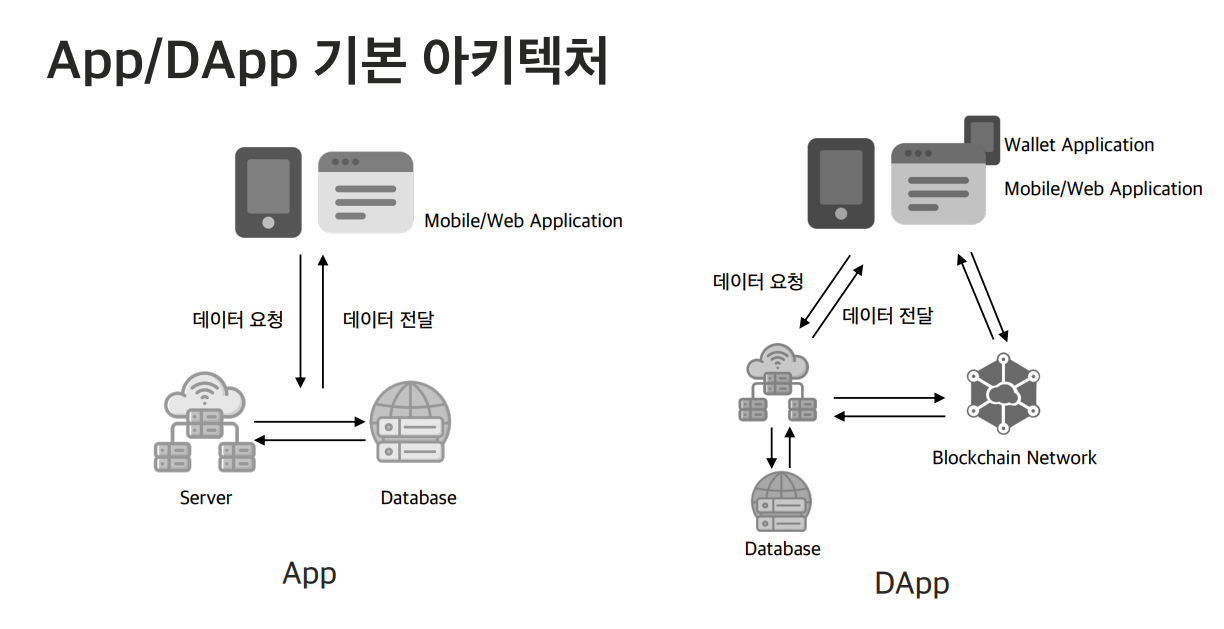 App/DApp 기본 아키텍처
Mobile/Web Application
데이터 요청
데이터 전달
Server
Database
App
Wallet Application
Mobile/Web Application
데이터 요청
데이터 전달
Blockchain Network
Database
DApp